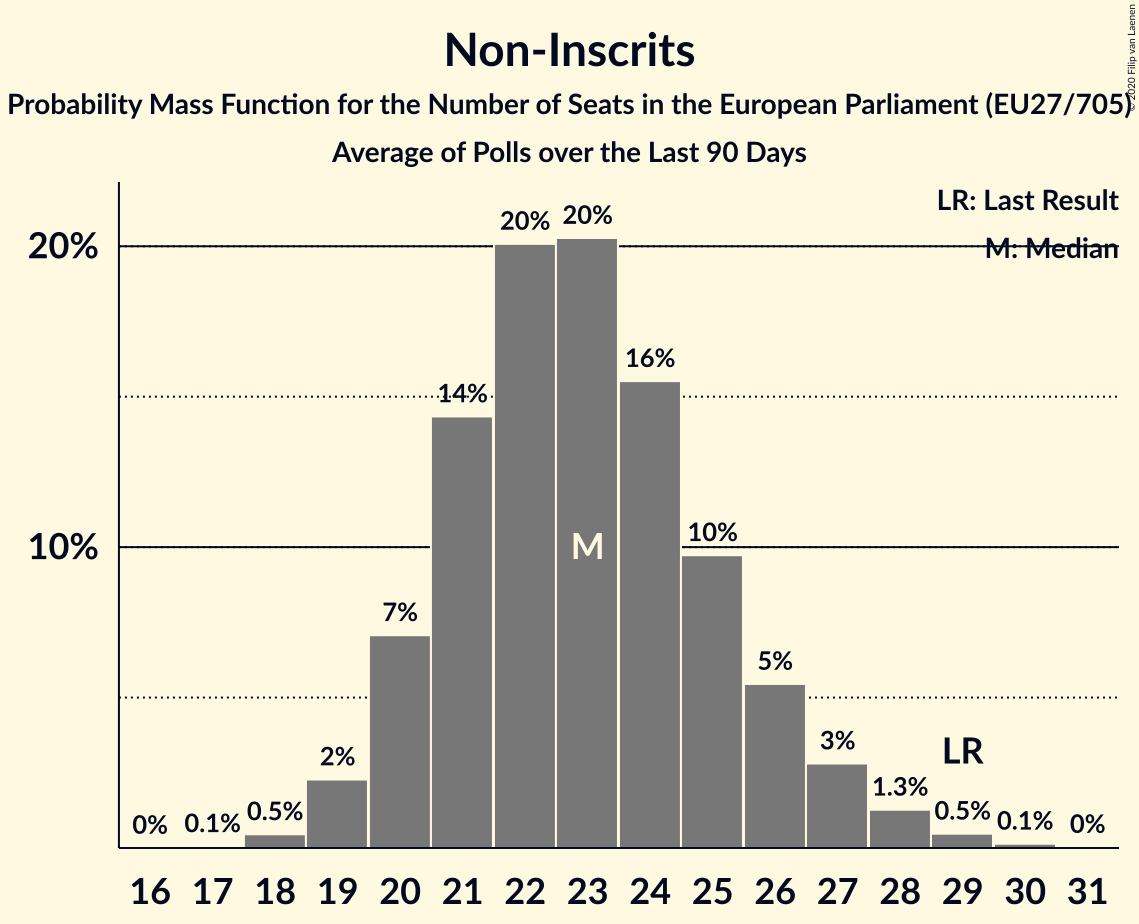 Non-Inscrits
Probability Mass Function for the Number of Seats in the European Parliament (EU27/705)
Average of Polls over the Last 90 Days
© 2020 Filip van Laenen
LR: Last Result
M: Median
20%
10%
0%
0.1%
0.5%
2%
7%
14%
20%
20%
16%
10%
5%
3%
1.3%
0.5%
0.1%
0%
M
LR
16 17 18 19 20 21 22 23 24 25 26 27 28 29 30 31